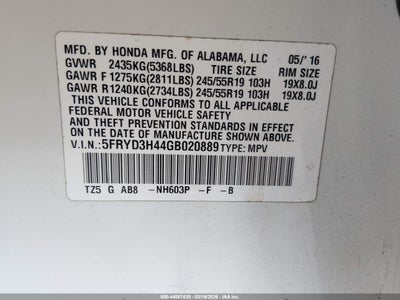 MFD. BY HONDA MFG. OF ALABAMA, LLC 05/'16
GVWR 2435KG(5368LBS) TIRE SIZE RIM SIZE
GAWR F 1275KG(2811LBS) 245/55R19 103H 19X8.0J
GAWR R1240KG(2734LBS) 245/55R19 103H 19X8.0J
THIS VEHICLE CONFORMS TO ALL APPLICABLE
FEDERAL MOTOR VEHICLE SAFETY
STANDARDS IN EFFECT ON THE DATE OF
MANUFACTURE SHOWN ABOVE.
V.I.N.: 5FRYD3H44GB020889 TYPE: MPV
TZ5 G AB8 -NH603P -F -B